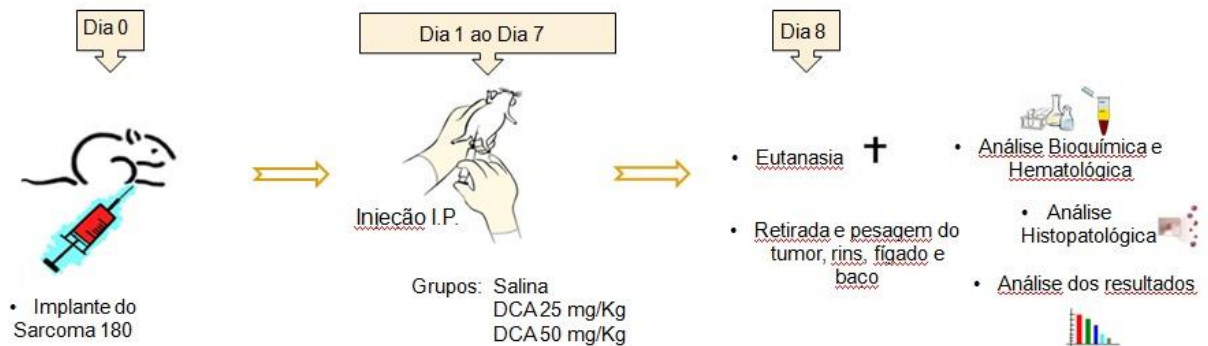 Dia 0
• Implante do
Sarcoma 180
Dia 1 ao Dia 7
Injeção I.P.
Grupos: Salina
DCA 25 mg/Kg
DCA 50 mg/Kg
Dia 8
• Eutanasia
• Retirada e pesagem do
tumor, rins, fígado e
baço
• Análise Bioquímica e
Hematológica
• Análise
Histopatológica
• Análise dos resultados